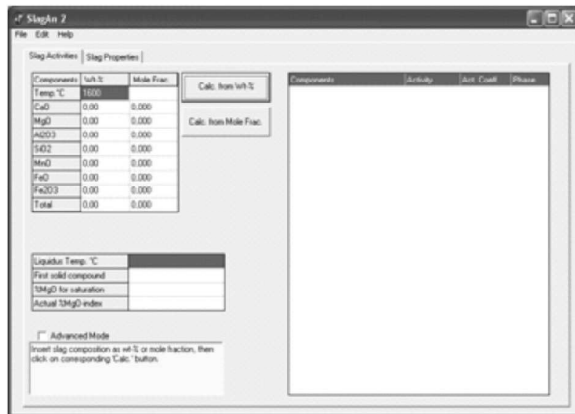 SlagAn 2
File Edit Help
Slag Activities Slag Properties
Components Wt-% Mole Frac.
Temp °C 1600
CaO 0,00 0,000
MgO 0,00 0,000
Al2O3 0,00 0,000
SiO2 0,00 0,000
MnO 0,00 0,000
FeO 0,00 0,000
Fe2O3 0,00 0,000
Total 0,00 0,000
Calc. from Wt-%
Calc. from Mole Frac.
Components Activity Act. Coeff. Phase
Liquidus Temp. °C
First solid compound
%MgO for saturation
Actual %MgO-index
Advanced Mode
Insert slag composition as wt-% or mole fraction, then
click on corresponding 'Calc.' button.